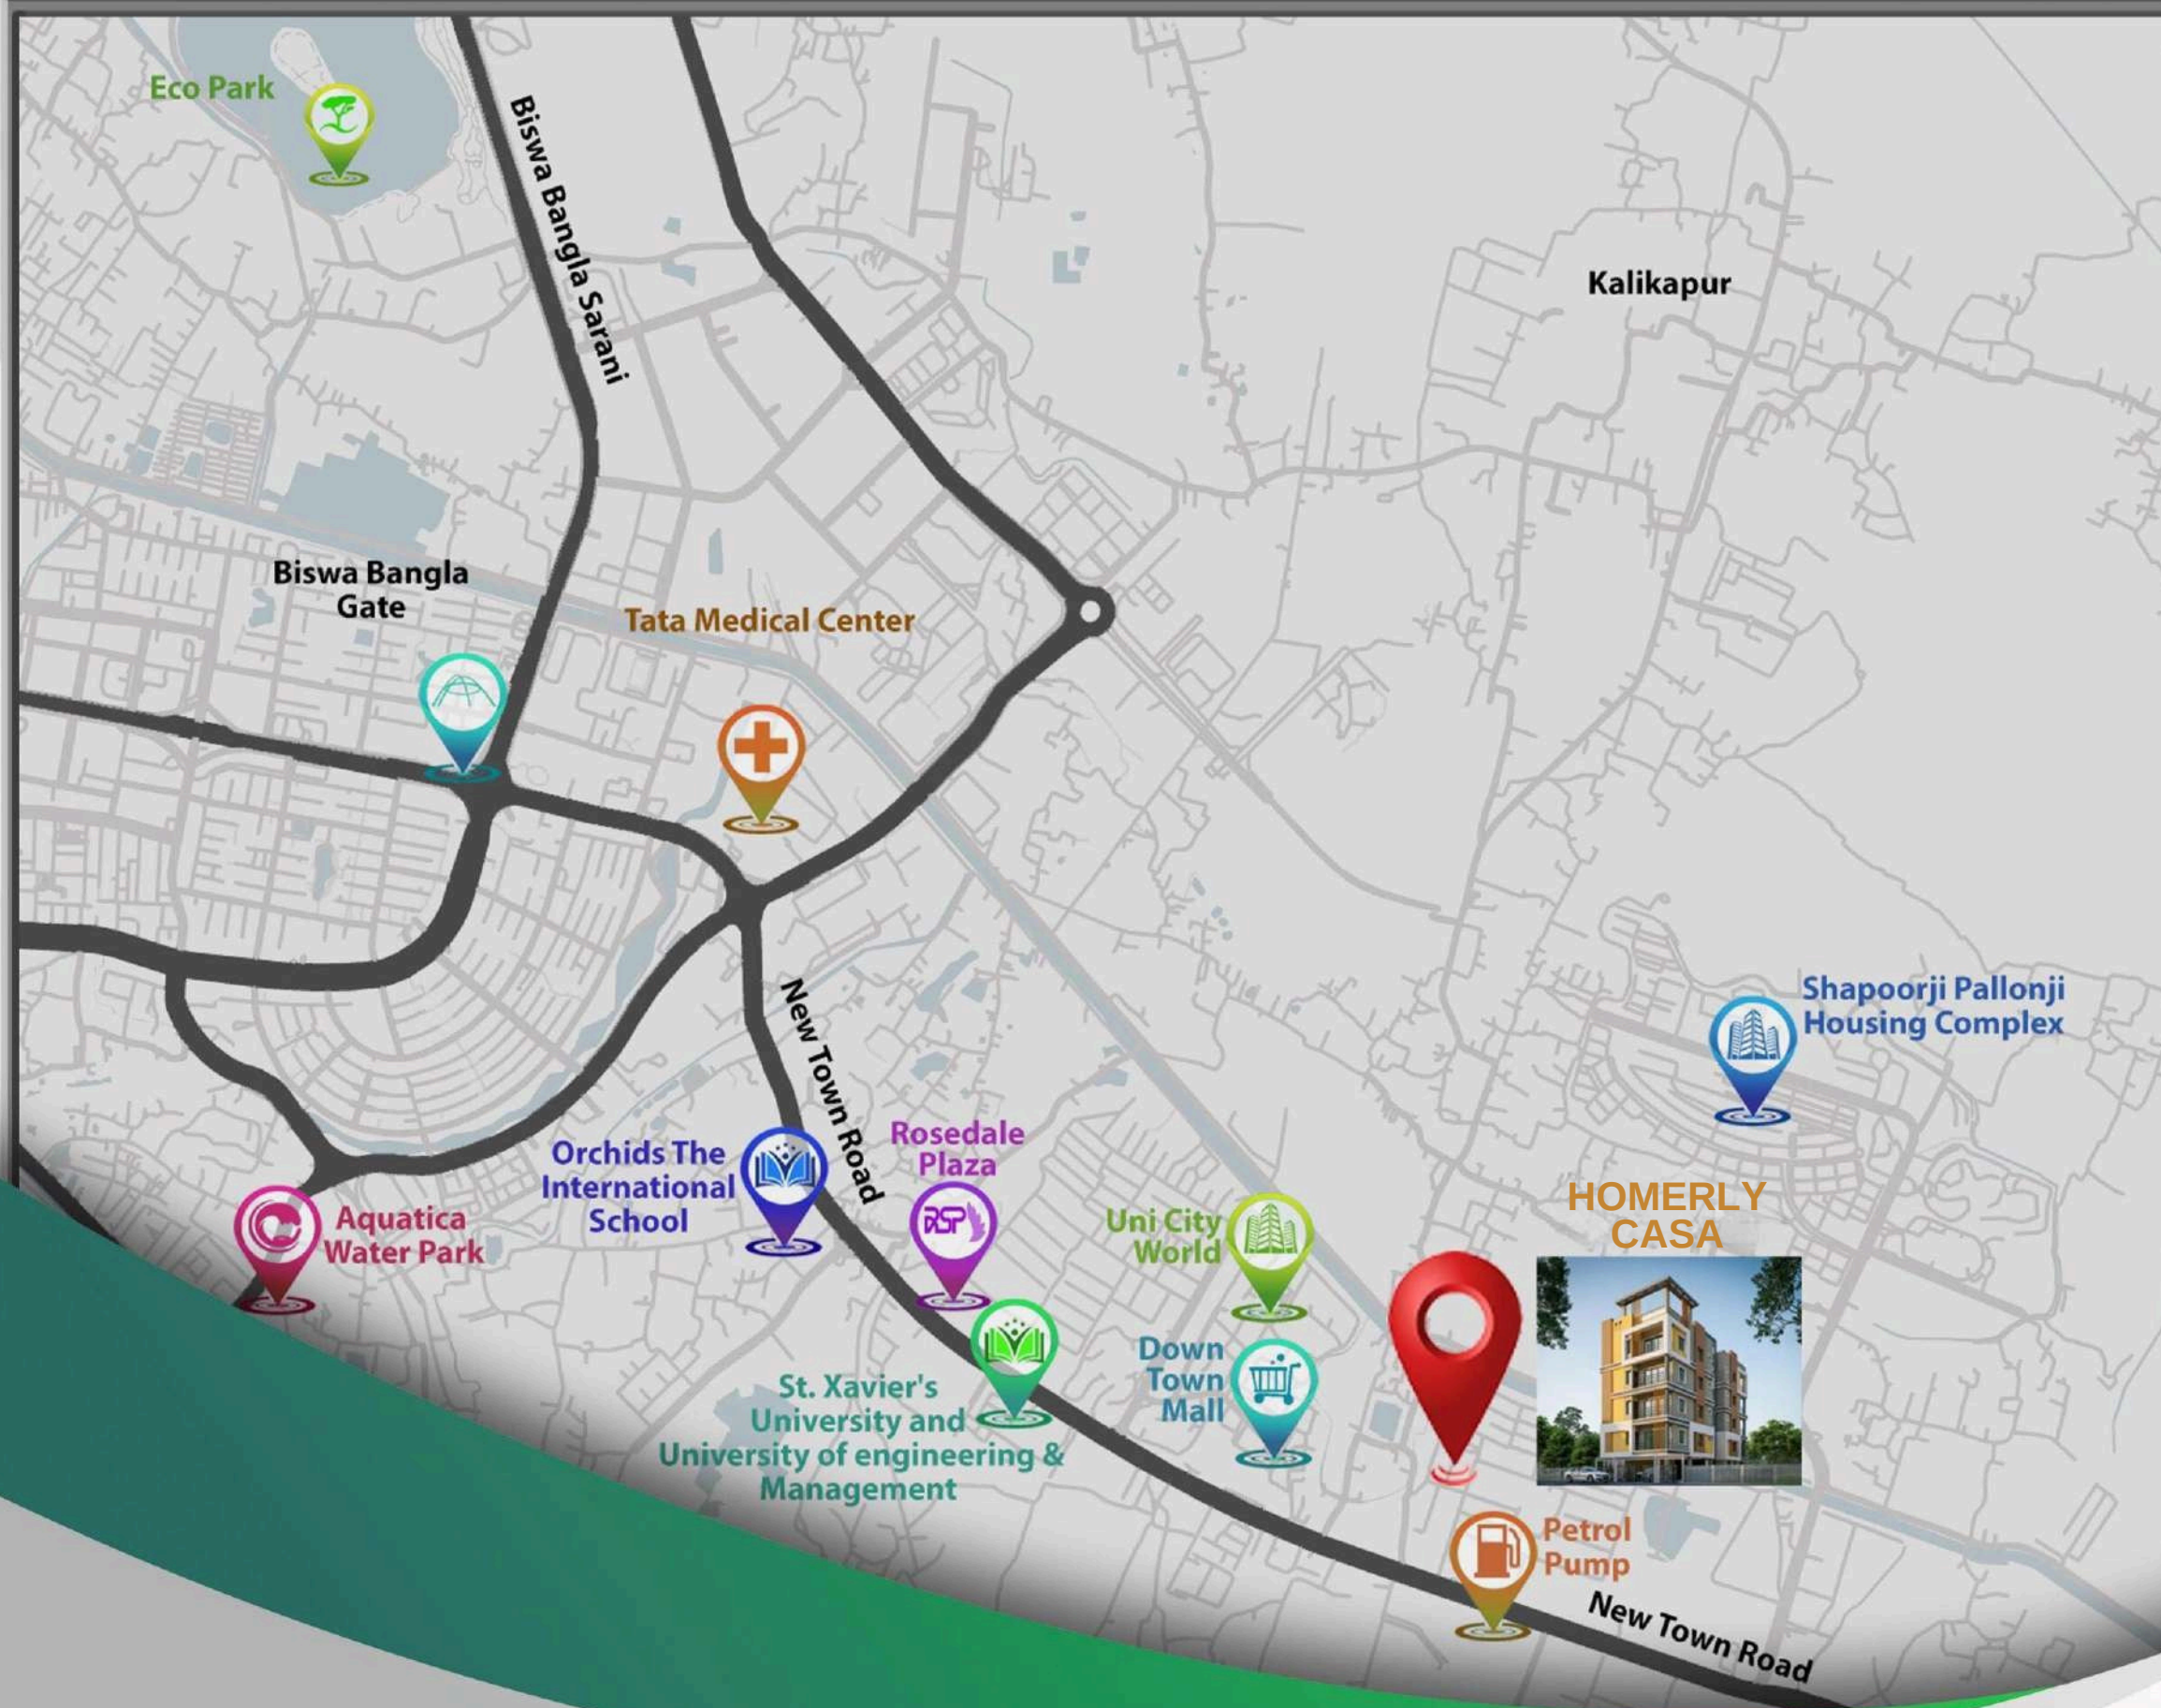 Eco Park
Biswa Bangla Sarani
Kalikapur
Biswa Bangla
Gate
Tata Medical Center
Shapoorji Pallonji
Housing Complex
New Town Road
Orchids The
International
School
Rosedale
Plaza
RSP
Aquatica
Water Park
Uni City
World
HOMERLY
CASA
Down
Town
Mall
St. Xavier's
University and
University of engineering &
Management
Petrol
Pump
New Town Road